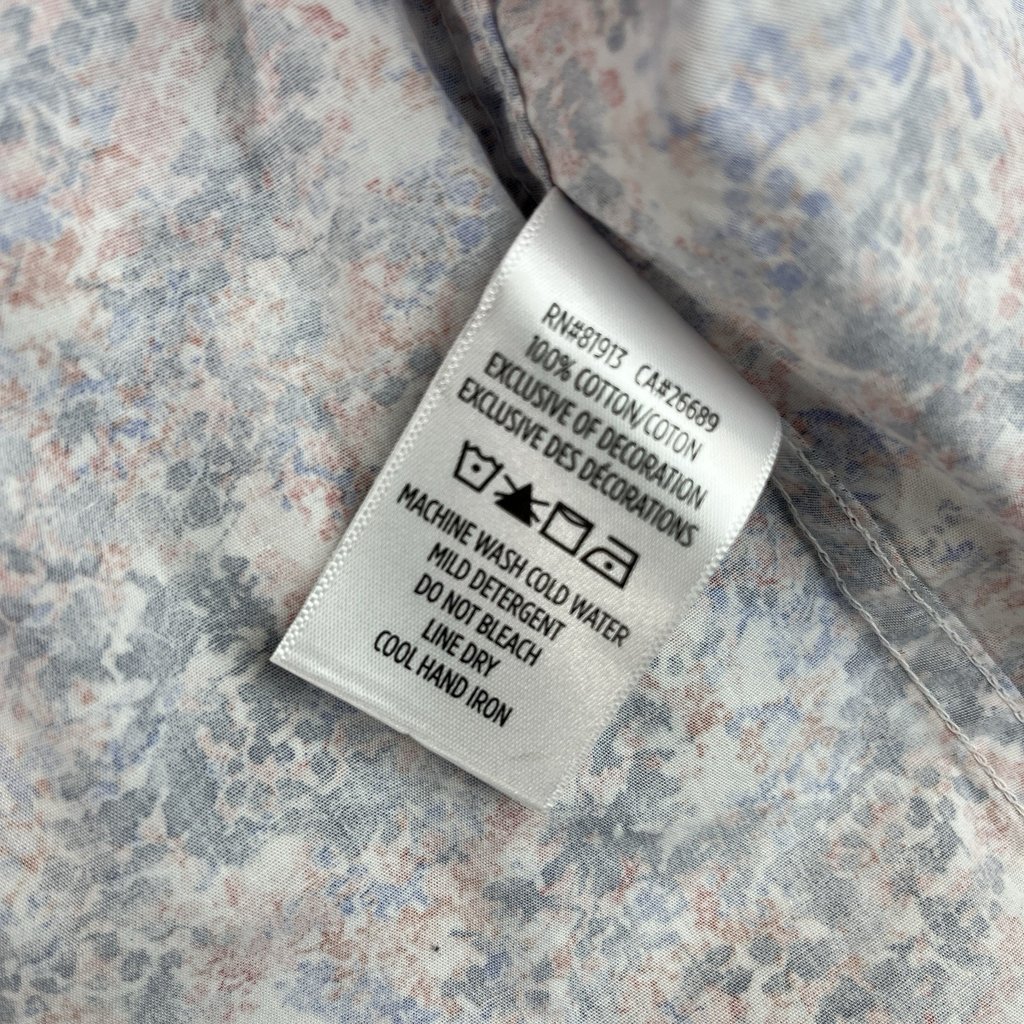 RN#81913 CA#26689
100% COTTON/COTON
EXCLUSIVE OF DECORATION
EXCLUSIVE DES DÉCORATIONS
MACHINE WASH COLD WATER
MILD DETERGENT
DO NOT BLEACH
LINE DRY
COOL HAND IRON